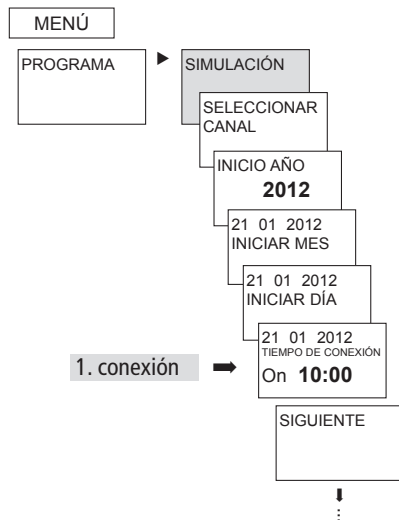 MENÚ
PROGRAMA
SIMULACIÓN
SELECCIONAR
CANAL
INICIO AÑO
2012
21 01 2012
INICIAR MES
21 01 2012
INICIAR DÍA
21 01 2012
TIEMPO DE CONEXIÓN
On 10:00
1. conexión
SIGUIENTE